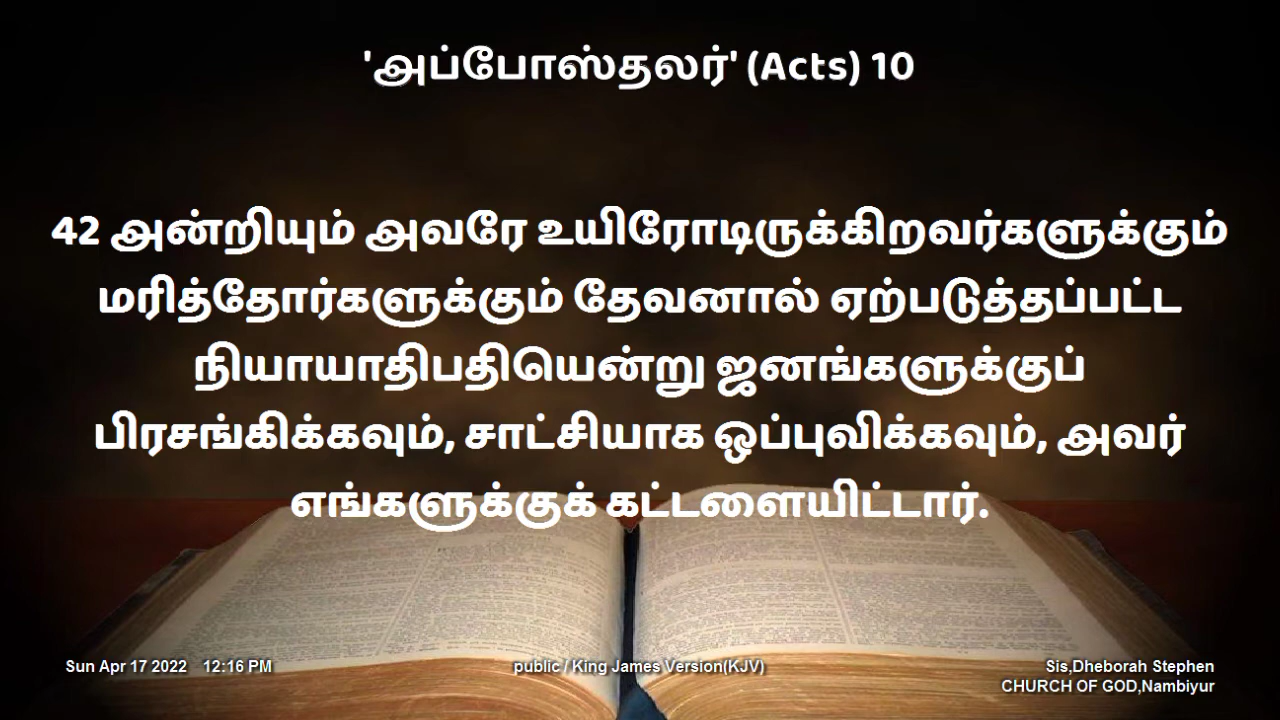 'அப்போஸ்தலர்' (Acts) 10
42 அன்றியும் அவரே உயிரோடிருக்கிறவர்களுக்கும்
மரித்தோர்களுக்கும் தேவனால் ஏற்படுத்தப்பட்ட
நியாயாதிபதியென்று ஜனங்களுக்குப்
பிரசங்கிக்கவும், சாட்சியாக ஒப்புவிக்கவும், அவர்
எங்களுக்குக் கட்டளையிட்டார்.
Sun Apr 17 2022 12:16 PM
public / King James Version(KJV)
Sis,Dheborah Stephen
CHURCH OF GOD,Nambiyur